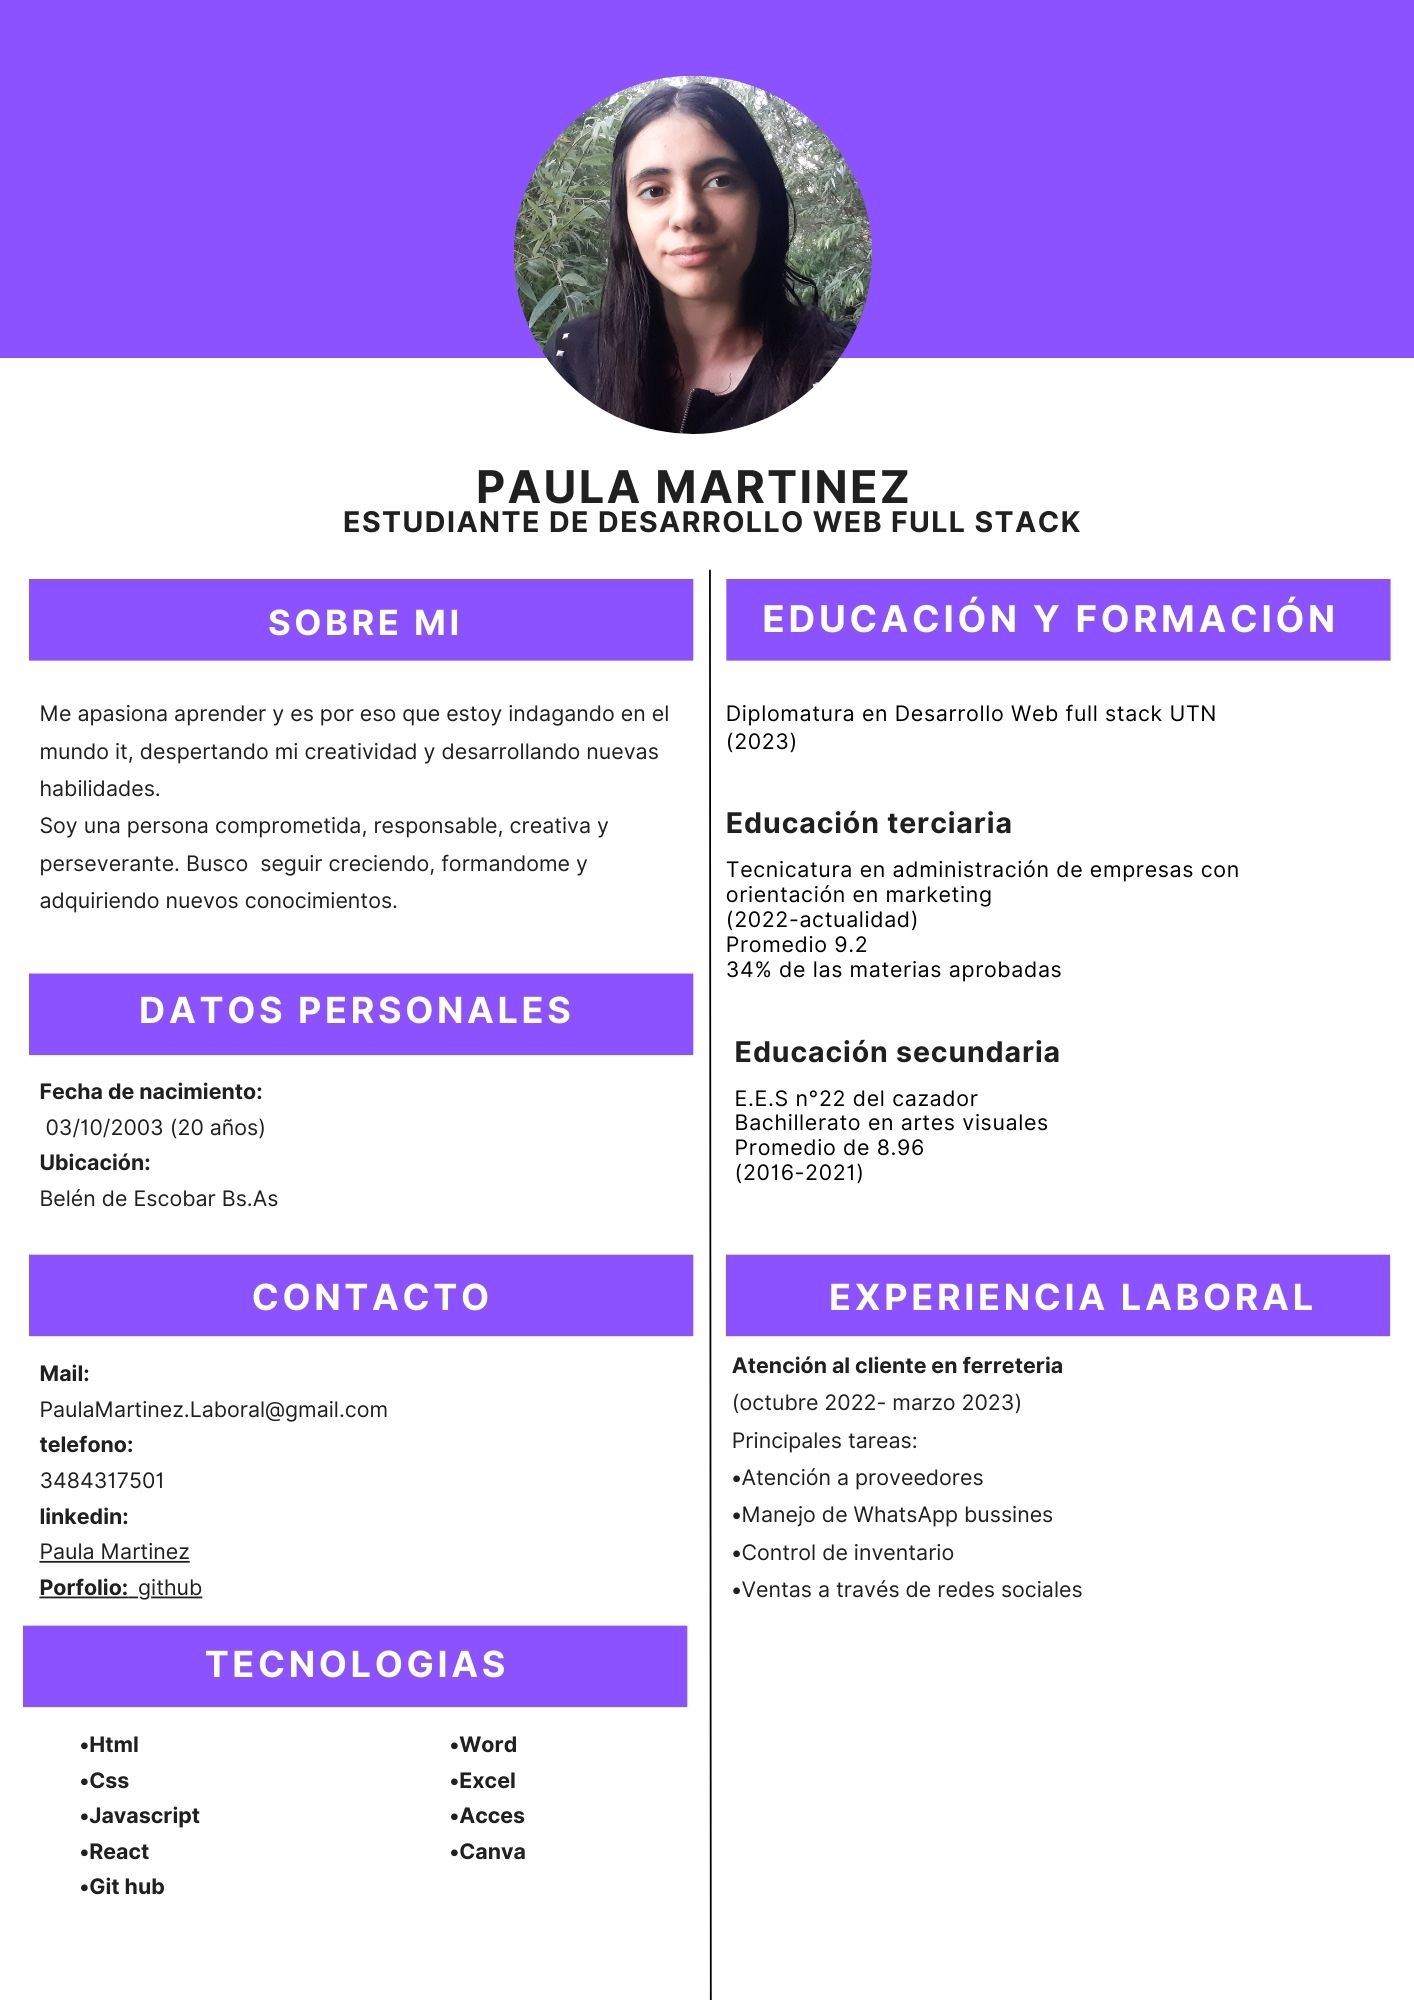 PAULA MARTINEZ
ESTUDIANTE DE DESARROLLO WEB FULL STACK
SOBRE MI
Me apasiona aprender y es por eso que estoy indagando en el
mundo it, despertando mi creatividad y desarrollando nuevas
habilidades.
Soy una persona comprometida, responsable, creativa y
perseverante. Busco  seguir creciendo, formandome y
adquiriendo nuevos conocimientos.
DATOS PERSONALES
Fecha de nacimiento:
03/10/2003 (20 años)
Ubicación:
Belén de Escobar Bs.As
CONTACTO
Mail:
PaulaMartinez.Laboral@gmail.com
telefono:
3484317501
linkedin:
Paula Martinez
Porfolio:  github
TECNOLOGIAS
•Html
•Css
•Javascript
•React
•Git hub
•Word
•Excel
•Acces
•Canva
EDUCACIÓN Y FORMACIÓN
Diplomatura en Desarrollo Web full stack UTN
(2023)
Educación terciaria
Tecnicatura en administración de empresas con
orientación en marketing
(2022-actualidad)
Promedio 9.2
34% de las materias aprobadas
Educación secundaria
E.E.S n°22 del cazador
Bachillerato en artes visuales
Promedio de 8.96
(2016-2021)
EXPERIENCIA LABORAL
Atención al cliente en ferreteria
(octubre 2022- marzo 2023)
Principales tareas:
•Atención a proveedores
•Manejo de WhatsApp bussines
•Control de inventario
•Ventas a través de redes sociales